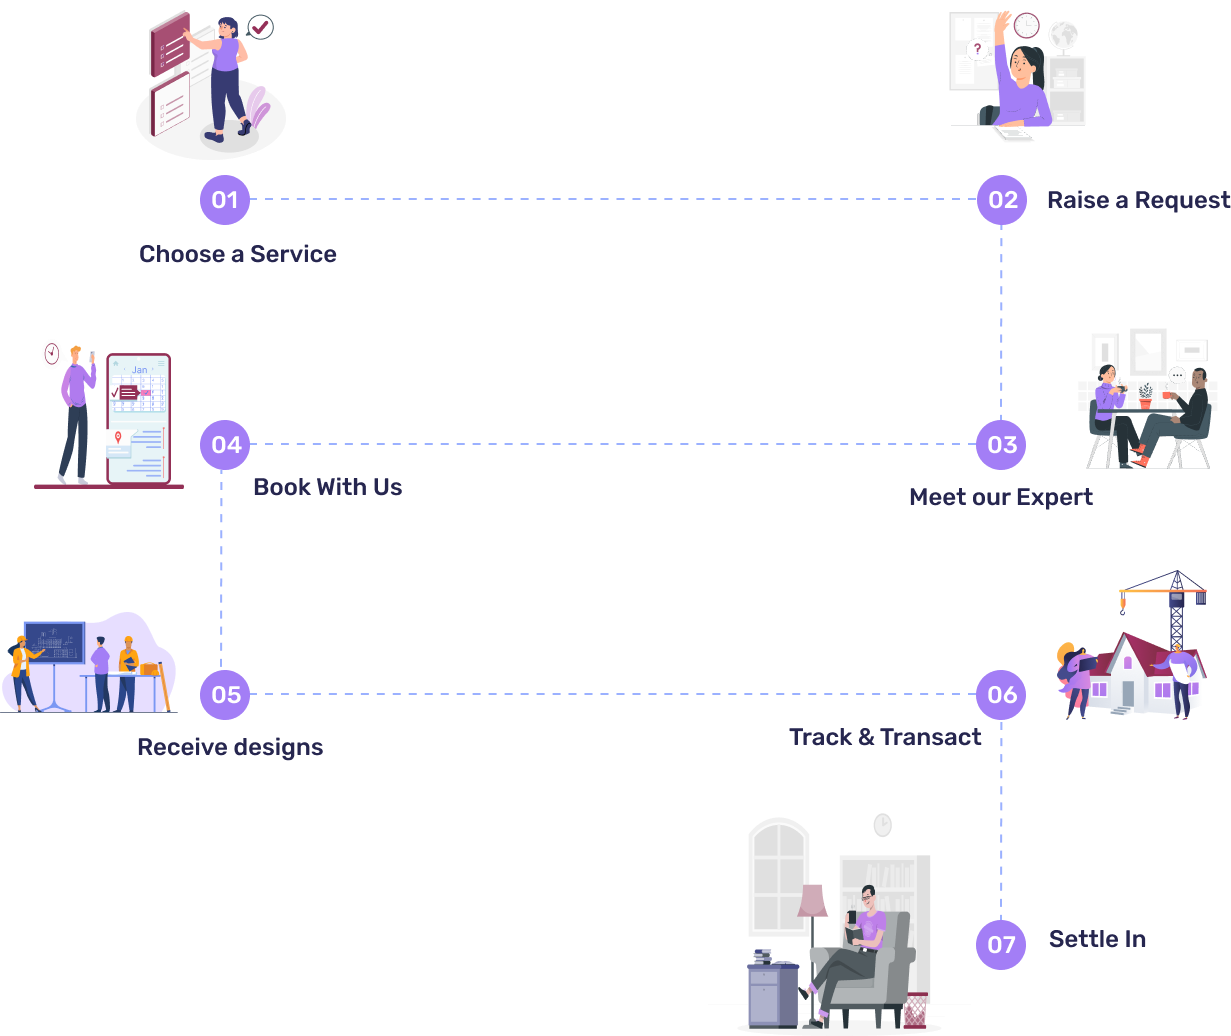 ?
01
02
Raise a Request
Choose a Service
Jan
04
03
Book With Us
Meet our Expert
05
06
Receive designs
Track & Transact
07
Settle In